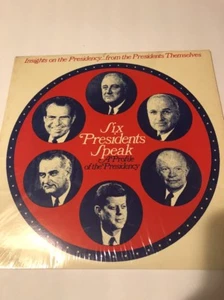 Insights on the Presidency, from the Presidents Themselves.
Six
Presidents
Speak
A Profile
of the Presidency